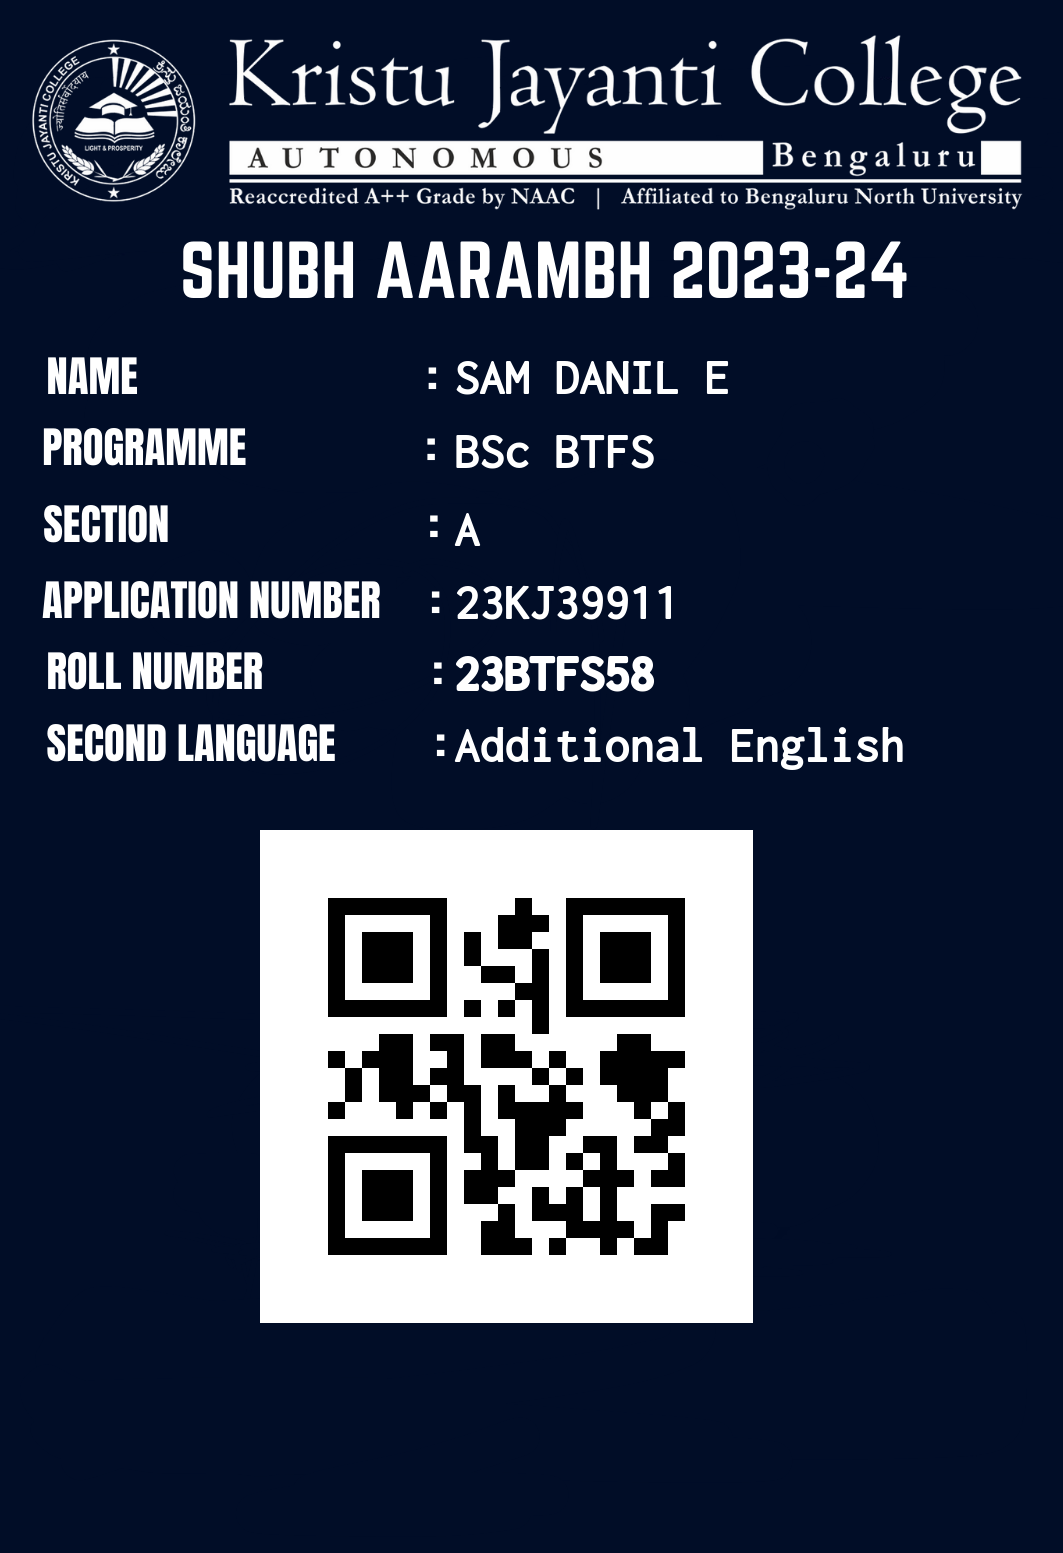 Kristu Jayanti College
AUTONOMOUS Bengaluru
Reaccredited A++ Grade by NAAC | Affiliated to Bengaluru North University
KRISTU JAYANTI COLLEGE
LIGHT & PROSPERITY
SHUBH AARAMBH 2023-24
NAME : SAM DANIL E
PROGRAMME : BSc BTFS
SECTION : A
APPLICATION NUMBER : 23KJ39911
ROLL NUMBER : 23BTFS58
SECOND LANGUAGE : Additional English